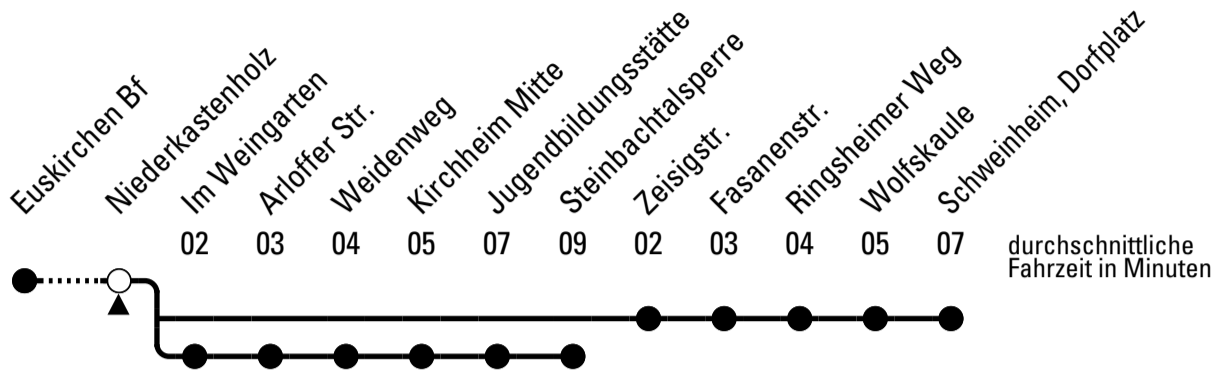 Euskirchen Bf
Niederkastenholz
Im Weingarten
Arloffer Str.
Weidenweg
Kirchheim Mitte
Jugendbildungsstätte
Steinbachtalsperre
Zeisigstr.
Fasanenstr.
Ringsheimer Weg
Wolfskaule
Schweinheim, Dorfplatz
02 03 04 05 07 09 02 03 04 05 07
durchschnittliche
Fahrzeit in Minuten